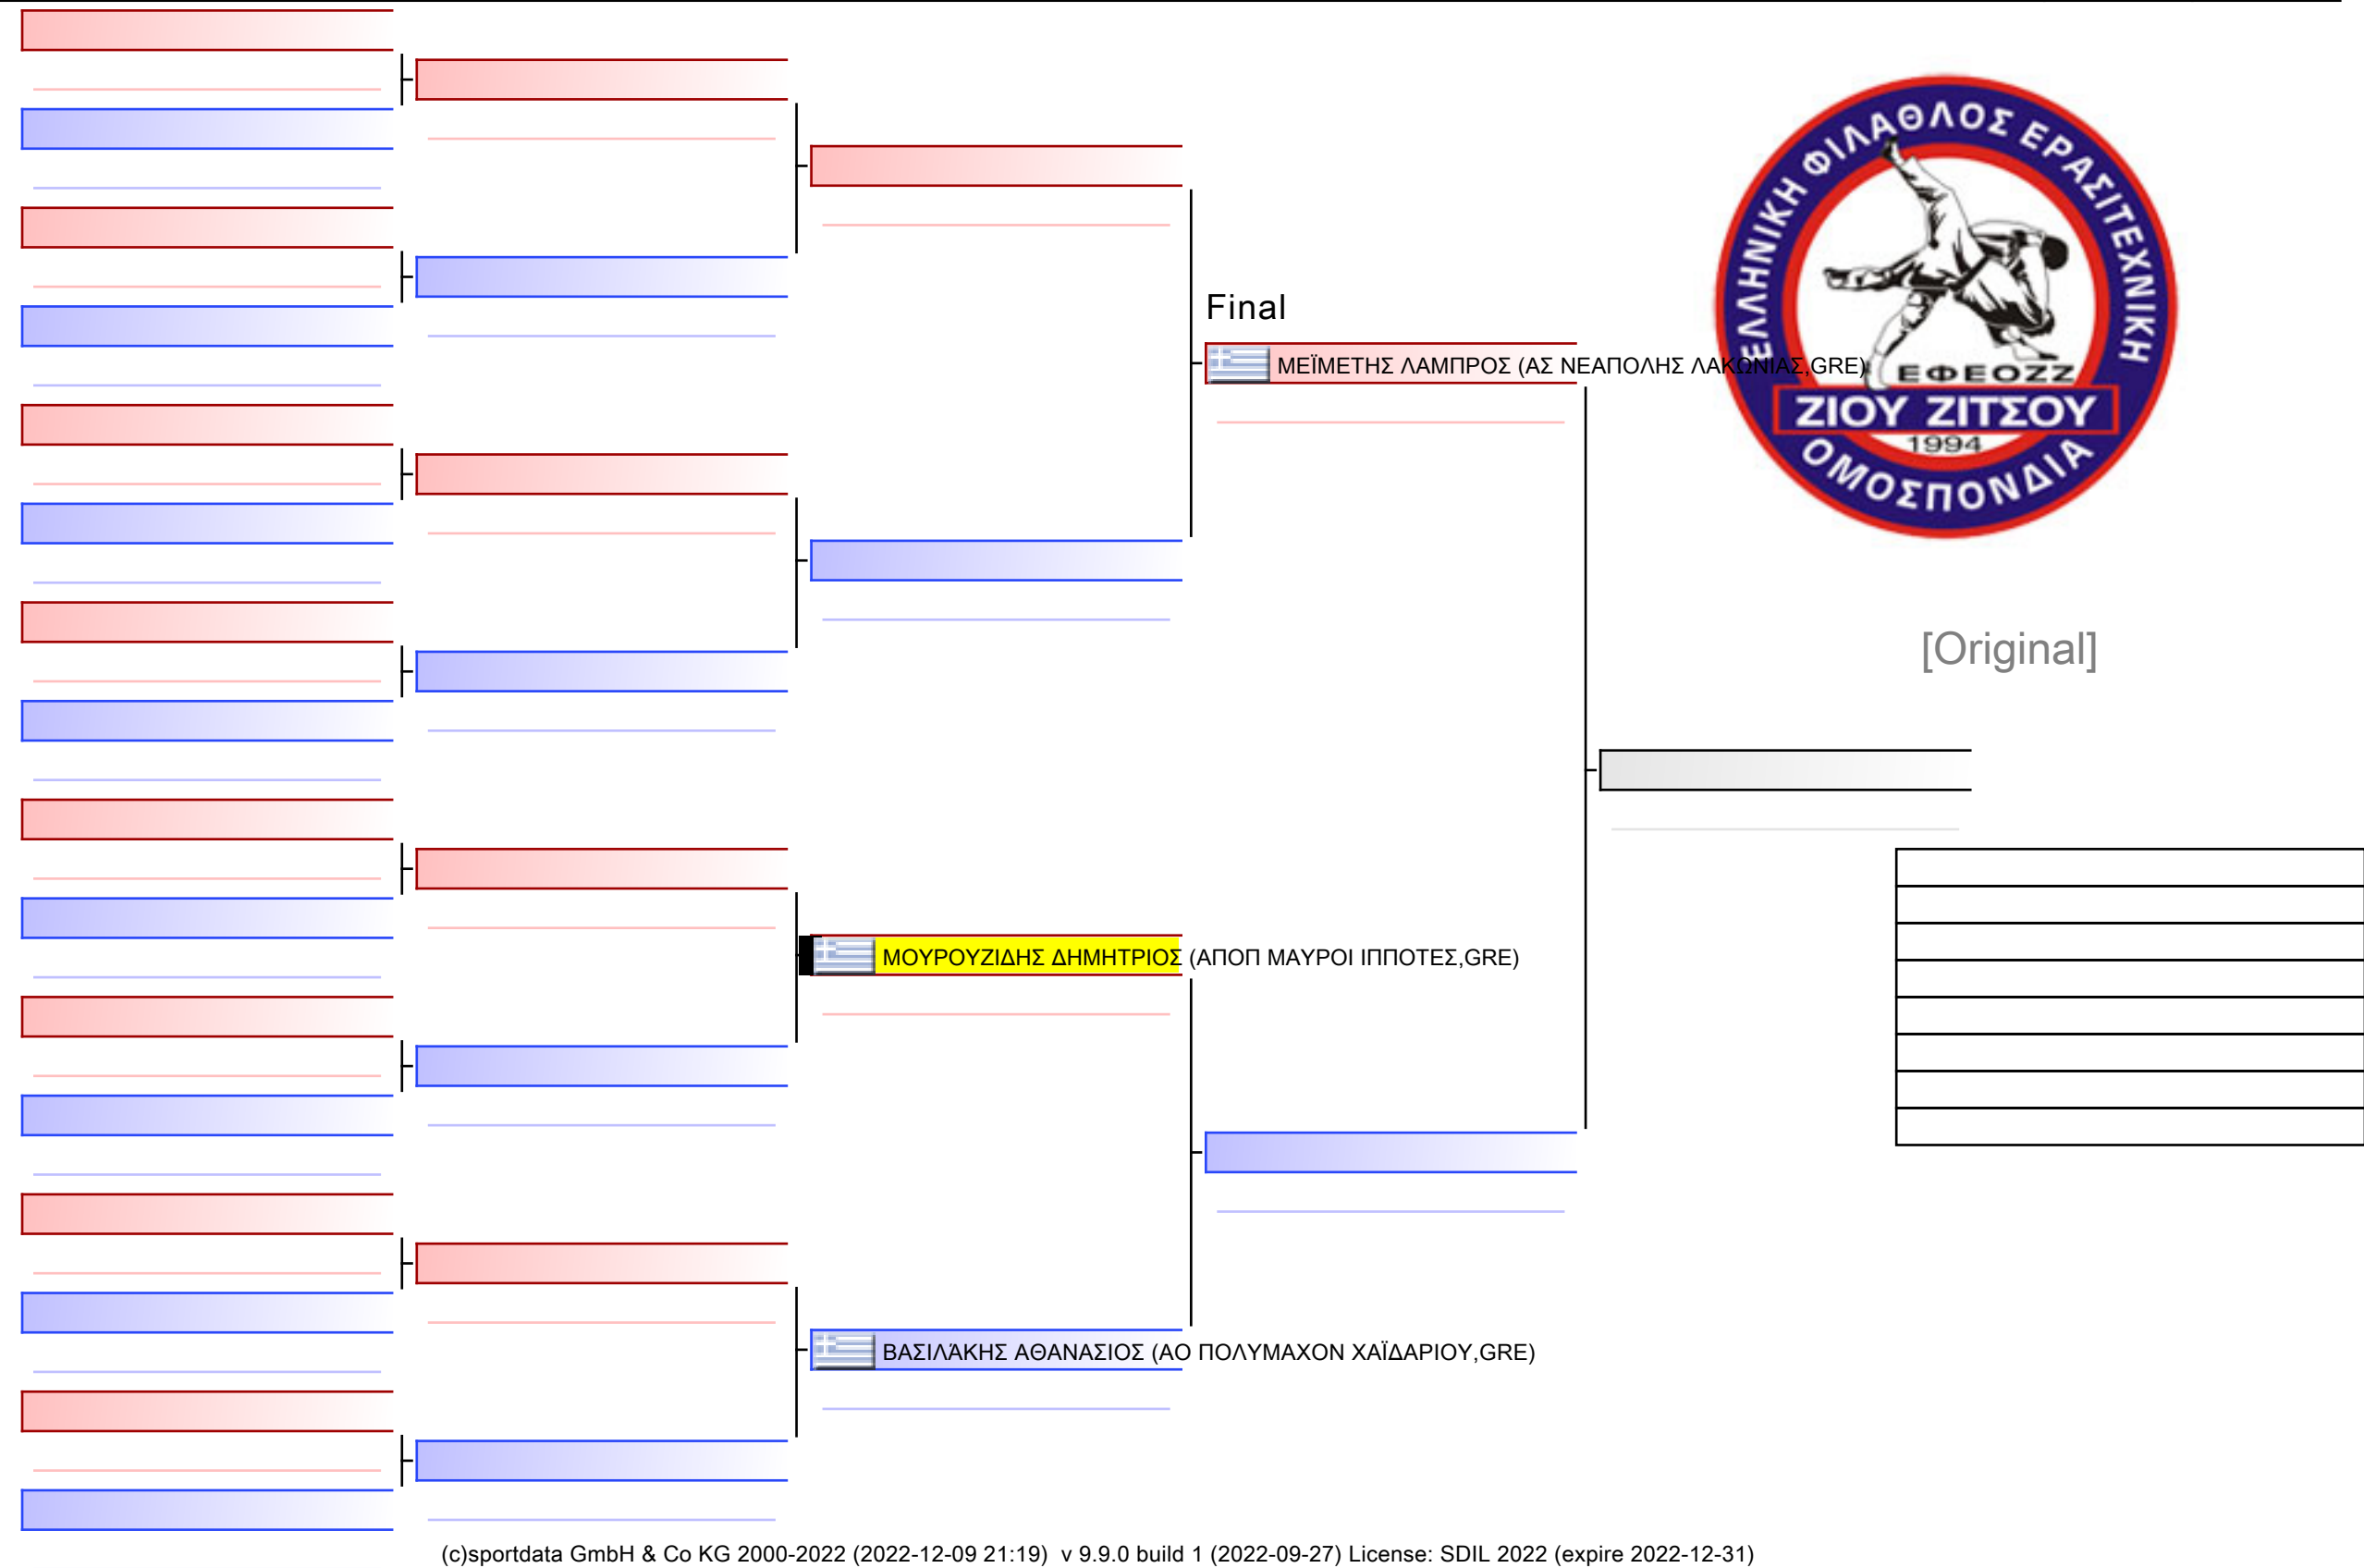 ΕΛΛΗΝΙΚΗ ΦΙΛΑΘΛΟΣ ΕΡΑΣΙΤΕΧΝΙΚΗ
Final
ΜΕΪΜΕΤΗΣ ΛΑΜΠΡΟΣ (ΑΣ ΝΕΑΠΟΛΗΣ ΛΑΚΩΝΙΑΣ,GRE)
ΕΦΕΟΖΖ
ΖΙΟΥ ΖΙΤΣΟΥ
1994
ΟΜΟΣΠΟΝΔΙΑ
[Original]
ΜΟΥΡΟΥΖΙΔΗΣ ΔΗΜΗΤΡΙΟΣ (ΑΠΟΠ ΜΑΥΡΟΙ ΙΠΠΟΤΕΣ,GRE)
ΒΑΣΙΛΆΚΗΣ ΑΘΑΝΑΣΙΟΣ (ΑΟ ΠΟΛΥΜΑΧΟΝ ΧΑΪΔΑΡΙΟΥ,GRE)
(c)sportdata GmbH & Co KG 2000-2022 (2022-12-09 21:19)  v 9.9.0 build 1 (2022-09-27) License: SDIL 2022 (expire 2022-12-31)